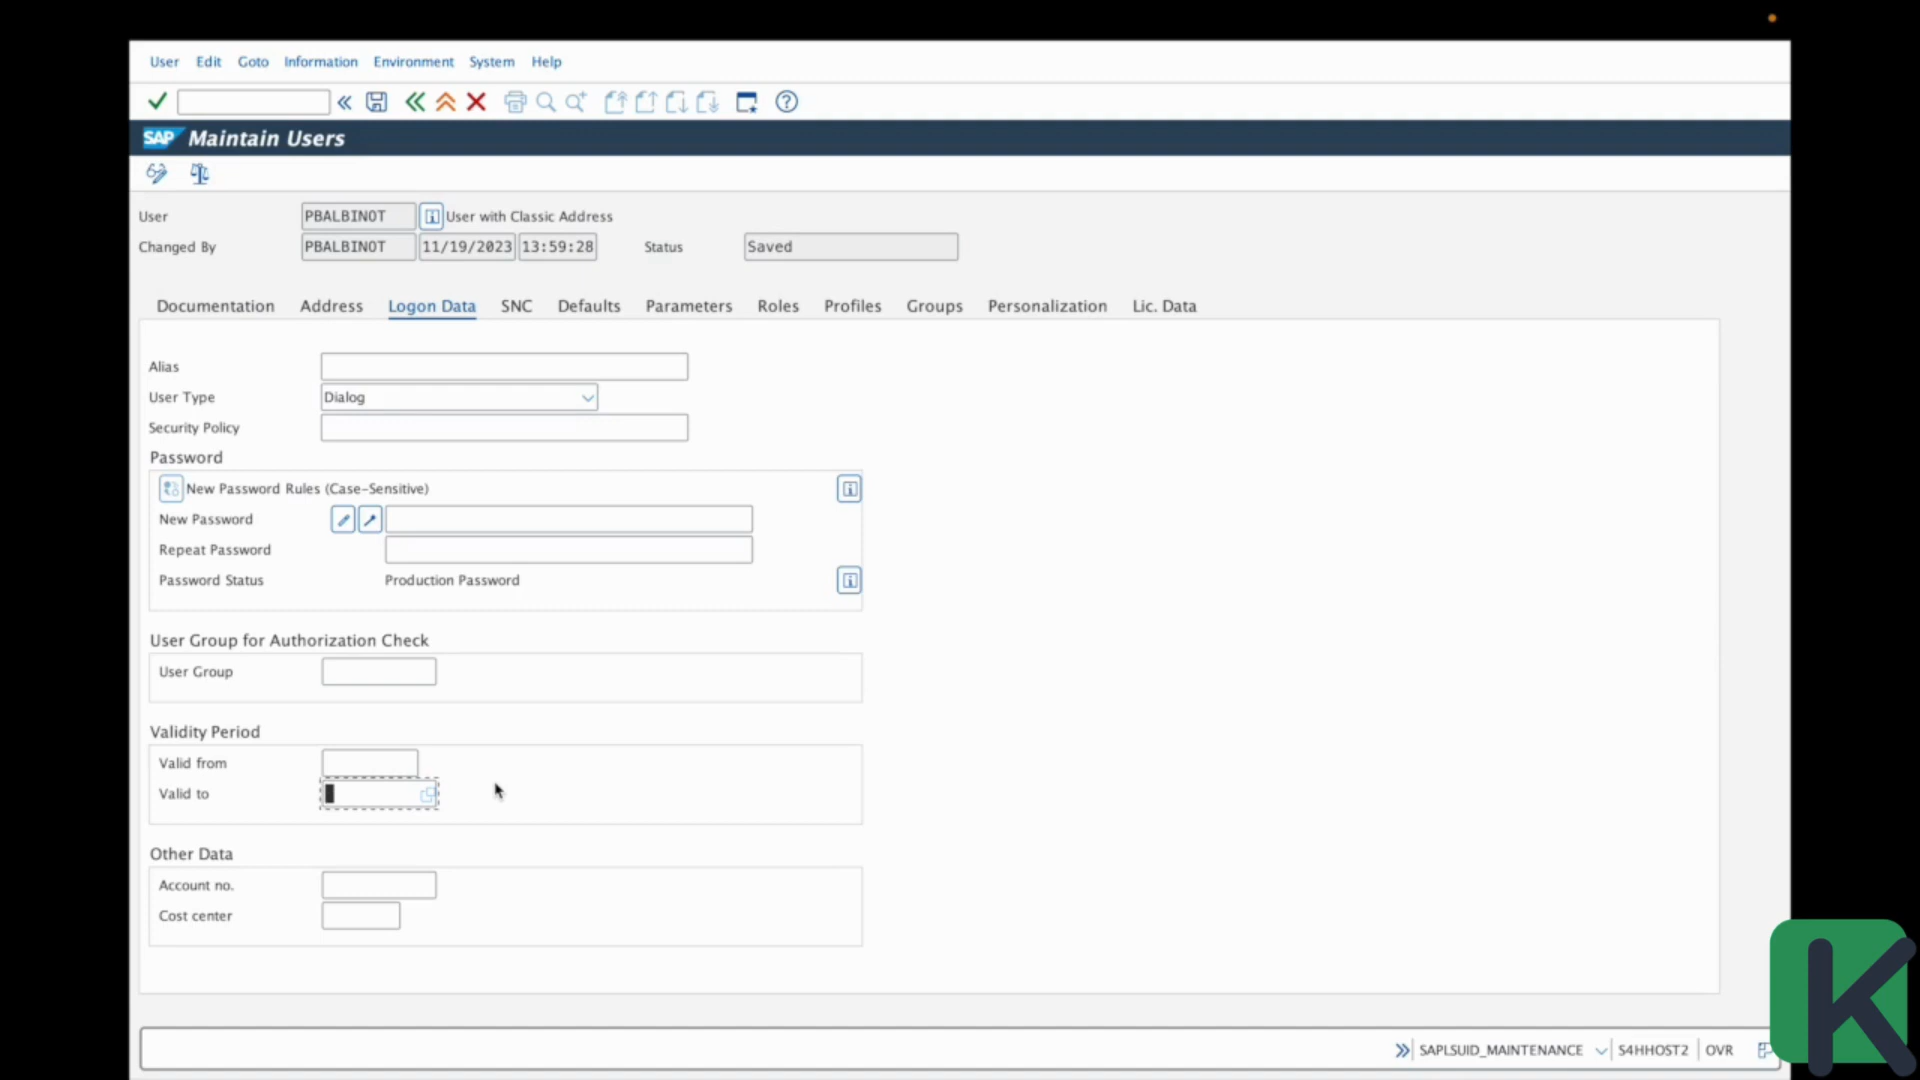 User Edit Goto Information Environment System Help
SAP Maintain Users
User PBALBINOT User with Classic Address
Changed By PBALBINOT 11/19/2023 13:59:28 Status Saved
Documentation Address Logon Data SNC Defaults Parameters Roles Profiles Groups Personalization Lic. Data
Alias
User Type Dialog
Security Policy
Password
New Password Rules (Case-Sensitive)
New Password
Repeat Password
Password Status Production Password
User Group for Authorization Check
User Group
Validity Period
Valid from
Valid to
Other Data
Account no.
Cost center
SAPLSUID_MAINTENANCE S4HHOST2 OVR
K